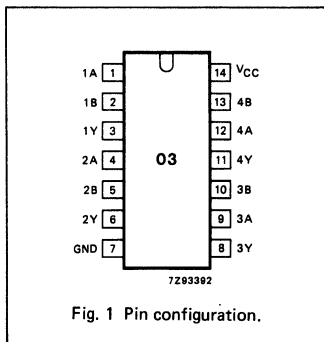 1A 1 14 VCC
1B 2 13 4B
1Y 3 12 4A
2A 4 03 11 4Y
2B 5 10 3B
2Y 6 9 3A
GND 7 8 3Y
7Z93392
Fig. 1 Pin configuration.